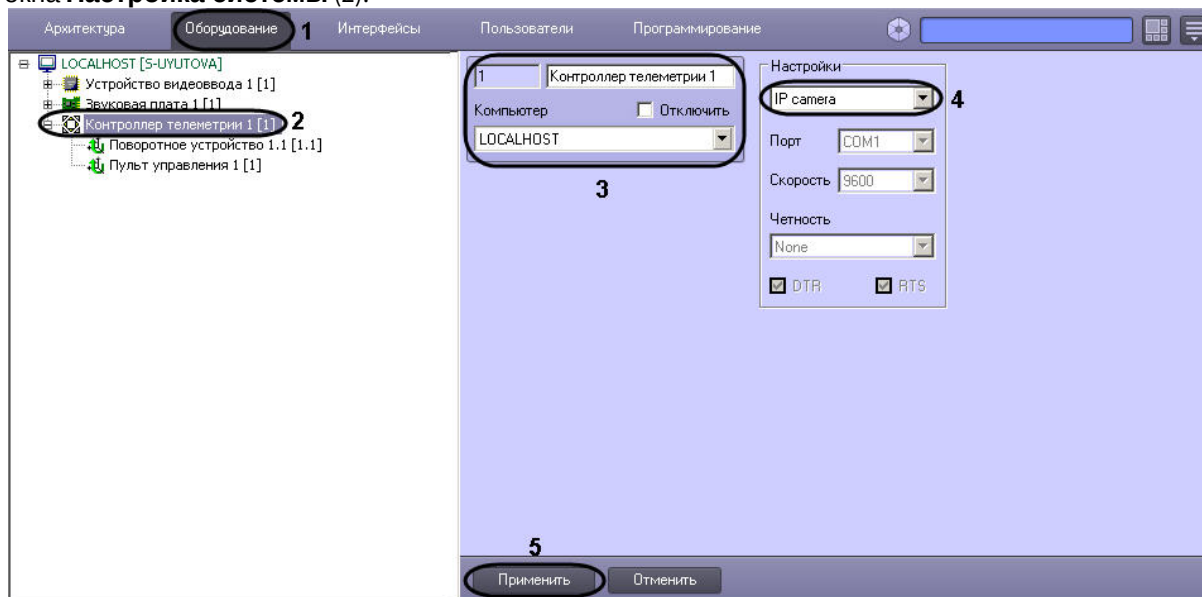 окна Настройка системы (2).
Архитектура Оборудование 1 Интерфейсы Пользователи Программирование
LOCALHOST [S-UYUTOVA]
Устройство видеоввода 1 [1]
Звуковая плата 1 [1]
Контроллер телеметрии 1 [1] 2
Поворотное устройство 1.1 [1.1]
Пульт управления 1 [1]
1 Контроллер телеметрии 1
Компьютер Отключить
LOCALHOST
3
Настройки
IP camera 4
Порт COM1
Скорость 9600
Четность
None
DTR RTS
5
Применить Отменить